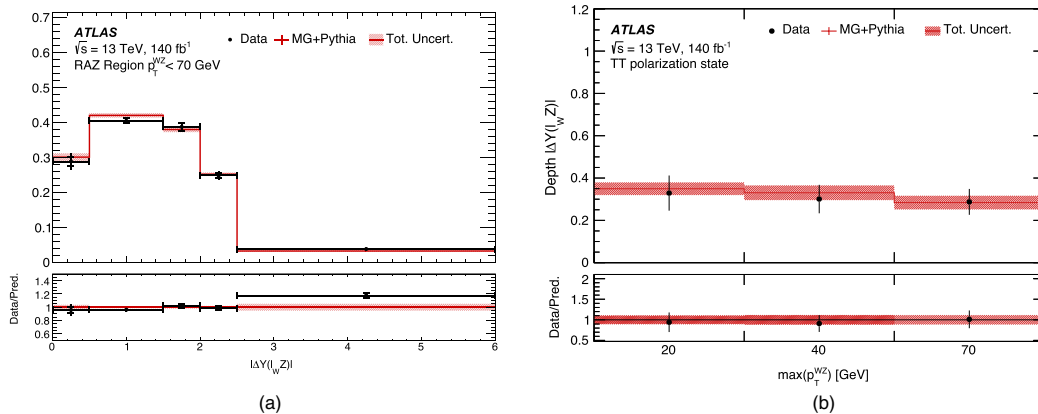 ATLAS
√s = 13 TeV, 140 fb⁻¹
RAZ Region p_T^WZ < 70 GeV
Data MG+Pythia Tot. Uncert.
0.7
0.6
0.5
0.4
0.3
0.2
0.1
0
Data/Pred.
1.4
1.2
1.0
0.8
0.6
0 1 2 3 4 5 6
|ΔY(l_W Z)|
(a)
ATLAS
√s = 13 TeV, 140 fb⁻¹
TT polarization state
Data MG+Pythia Tot. Uncert.
Depth |ΔY(l_W Z)|
1.2
1
0.8
0.6
0.4
0.2
0
Data/Pred.
2
1.5
1
0.5
20 40 70
max(p_T^WZ) [GeV]
(b)